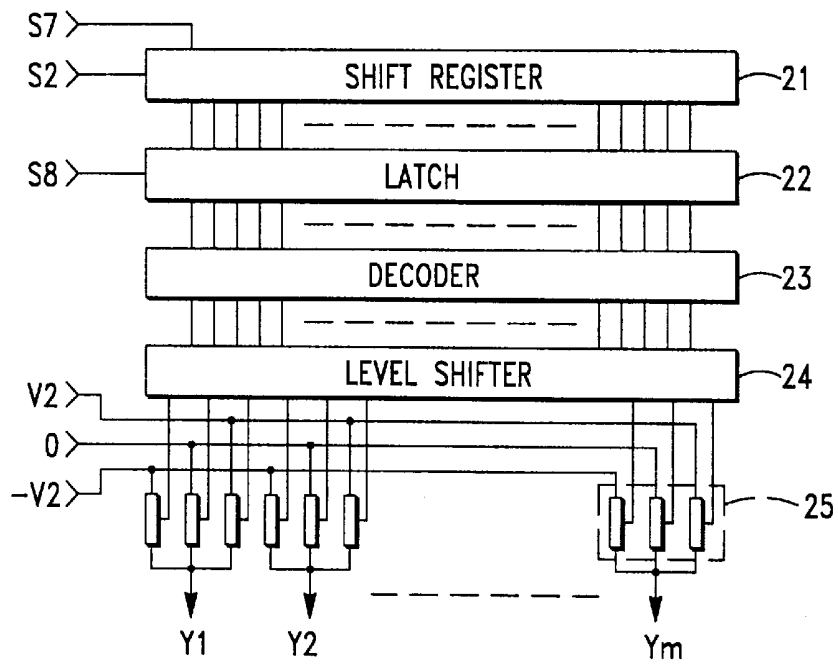 S7
S2
SHIFT REGISTER
21
S8
LATCH
22
DECODER
23
LEVEL SHIFTER
24
V2
0
-V2
25
Y1
Y2
Ym